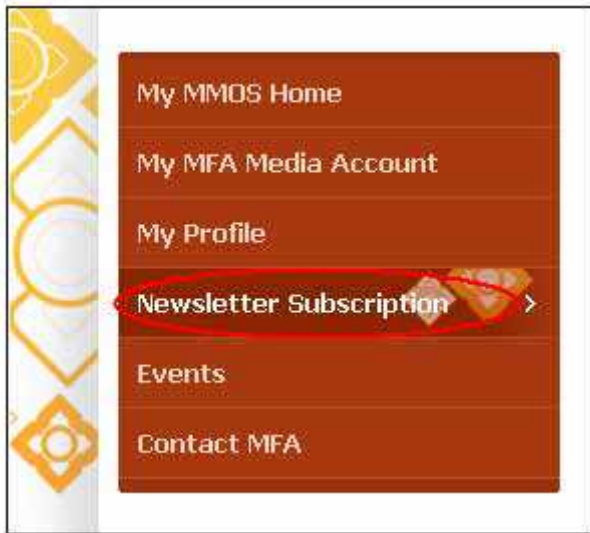 My MMOS Home
My MFA Media Account
My Profile
Newsletter Subscription
Events
Contact MFA